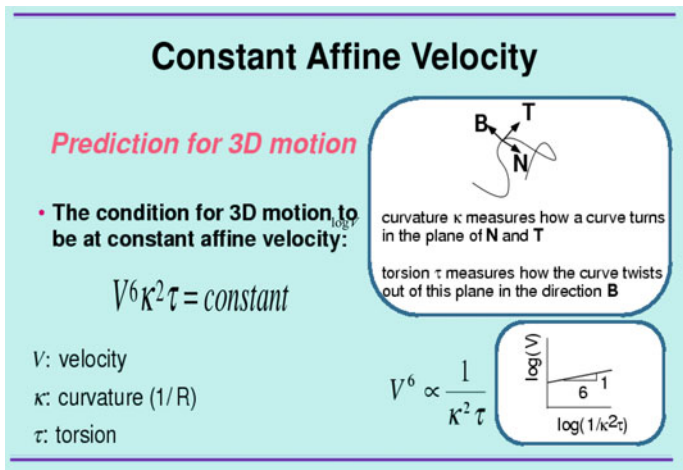 Constant Affine Velocity
Prediction for 3D motion
• The condition for 3D motion to
be at constant affine velocity:
logV
V⁶κ²τ = constant
V: velocity
κ: curvature (1/R)
τ: torsion
B T
N
curvature κ measures how a curve turns
in the plane of N and T
torsion τ measures how the curve twists
out of this plane in the direction B
V⁶ ∝ 1 / κ² τ
log(V)
1
6
log(1/κ²τ)